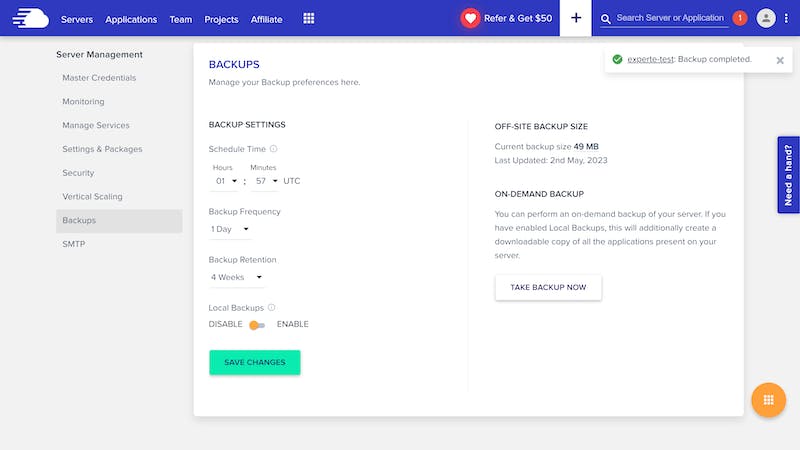 Servers Applications Team Projects Affiliate Refer & Get $50 + Search Server or Application 1
Server Management
Master Credentials
Monitoring
Manage Services
Settings & Packages
Security
Vertical Scaling
Backups
SMTP
BACKUPS
Manage your Backup preferences here.
experte-test: Backup completed.
BACKUP SETTINGS
Schedule Time
Hours Minutes
01 : 57 UTC
Backup Frequency
1 Day
Backup Retention
4 Weeks
Local Backups
DISABLE ENABLE
SAVE CHANGES
OFF-SITE BACKUP SIZE
Current backup size 49 MB
Last Updated: 2nd May, 2023
ON-DEMAND BACKUP
You can perform an on-demand backup of your server. If you
have enabled Local Backups, this will additionally create a
downloadable copy of all the applications present on your
server.
TAKE BACKUP NOW
Need a hand?